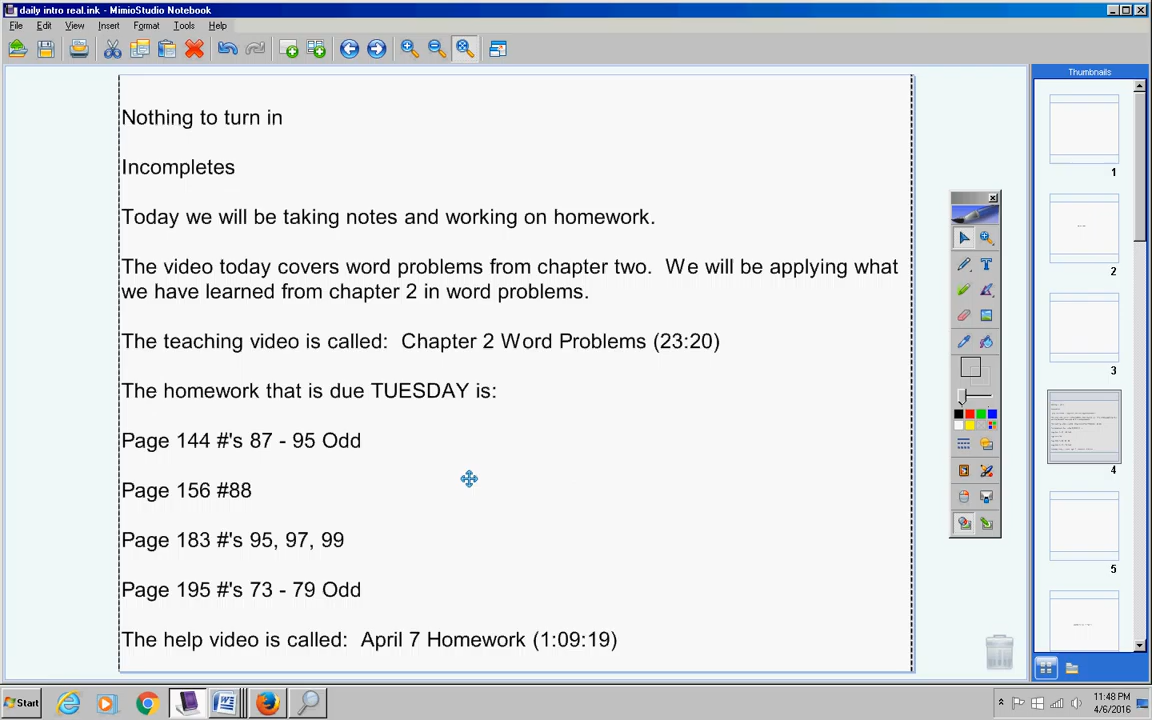 daily intro real.ink - MimioStudio Notebook
File Edit View Insert Format Tools Help
Nothing to turn in
Incompletes
Today we will be taking notes and working on homework.
The video today covers word problems from chapter two.  We will be applying what
we have learned from chapter 2 in word problems.
The teaching video is called:  Chapter 2 Word Problems (23:20)
The homework that is due TUESDAY is:
Page 144 #'s 87 - 95 Odd
Page 156 #88
Page 183 #'s 95, 97, 99
Page 195 #'s 73 - 79 Odd
The help video is called:  April 7 Homework (1:09:19)
Thumbnails
1
2
3
4
5
Start
11:48 PM
4/6/2016